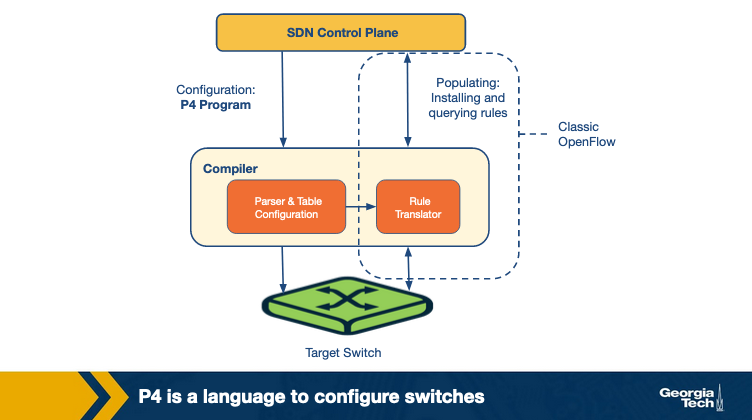 SDN Control Plane
Configuration:
P4 Program
Populating:
Installing and
querying rules
Classic
OpenFlow
Compiler
Parser & Table
Configuration
Rule
Translator
Target Switch
P4 is a language to configure switches
Georgia
Tech